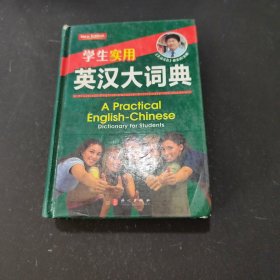 New Edition
学生实用
英汉大词典
A Practical
English-Chinese
Dictionary for Students